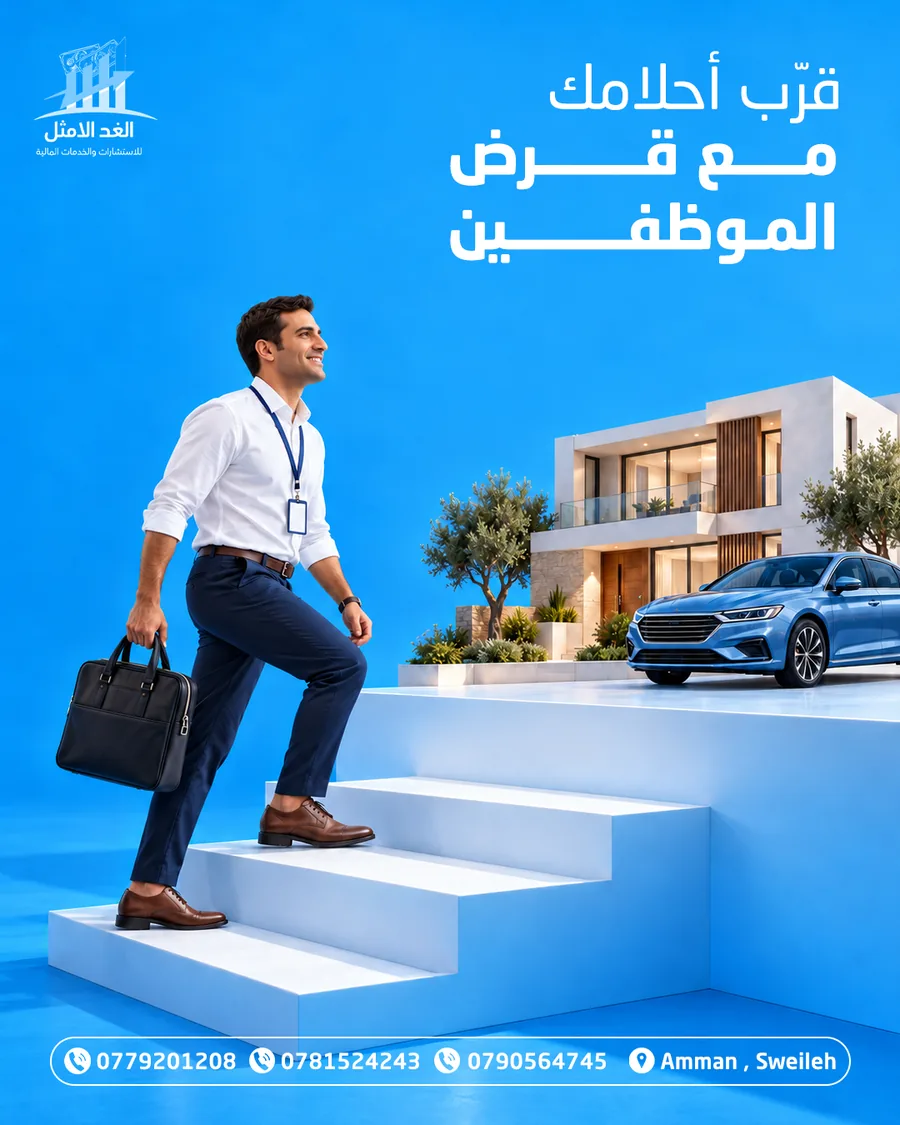 الغد الامثل
للاستشارات والخدمات المالية
قرّب أحلامك
مع قرض
الموظفين
0779201208 0781524243 0790564745 Amman , Sweileh